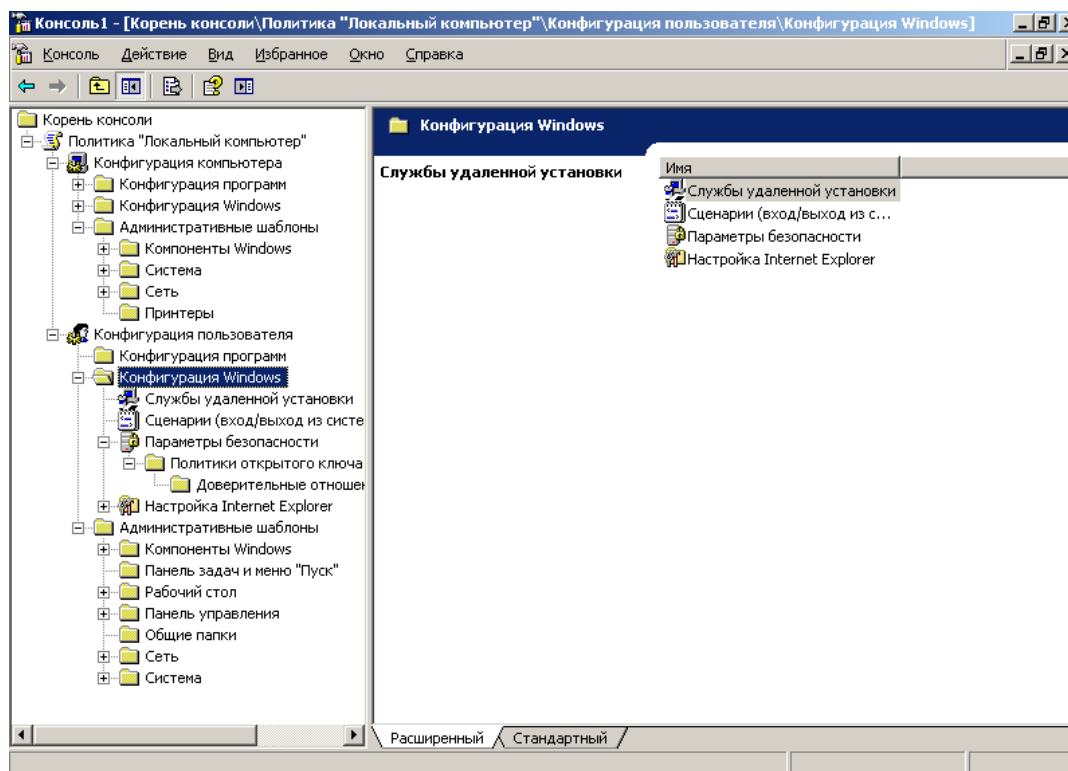 Консоль1 - [Корень консоли\Политика "Локальный компьютер"\Конфигурация пользователя\Конфигурация Windows]
Консоль Действие Вид Избранное Окно Справка
Корень консоли
Политика "Локальный компьютер"
Конфигурация компьютера
Конфигурация программ
Конфигурация Windows
Административные шаблоны
Компоненты Windows
Система
Сеть
Принтеры
Конфигурация пользователя
Конфигурация программ
Конфигурация Windows
Службы удаленной установки
Сценарии (вход/выход из систе
Параметры безопасности
Политики открытого ключа
Доверительные отношен
Настройка Internet Explorer
Административные шаблоны
Компоненты Windows
Панель задач и меню "Пуск"
Рабочий стол
Панель управления
Общие папки
Сеть
Система
Конфигурация Windows
Службы удаленной установки
Имя
Службы удаленной установки
Сценарии (вход/выход из с...
Параметры безопасности
Настройка Internet Explorer
Расширенный Стандартный